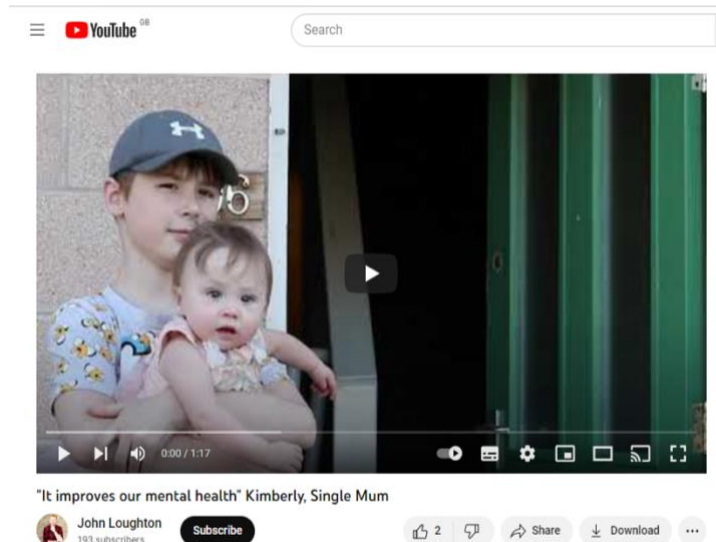 YouTube GB
Search
6
0:00 / 1:17
"It improves our mental health" Kimberly, Single Mum
John Loughton
193 subscribers
Subscribe
2
Share
Download